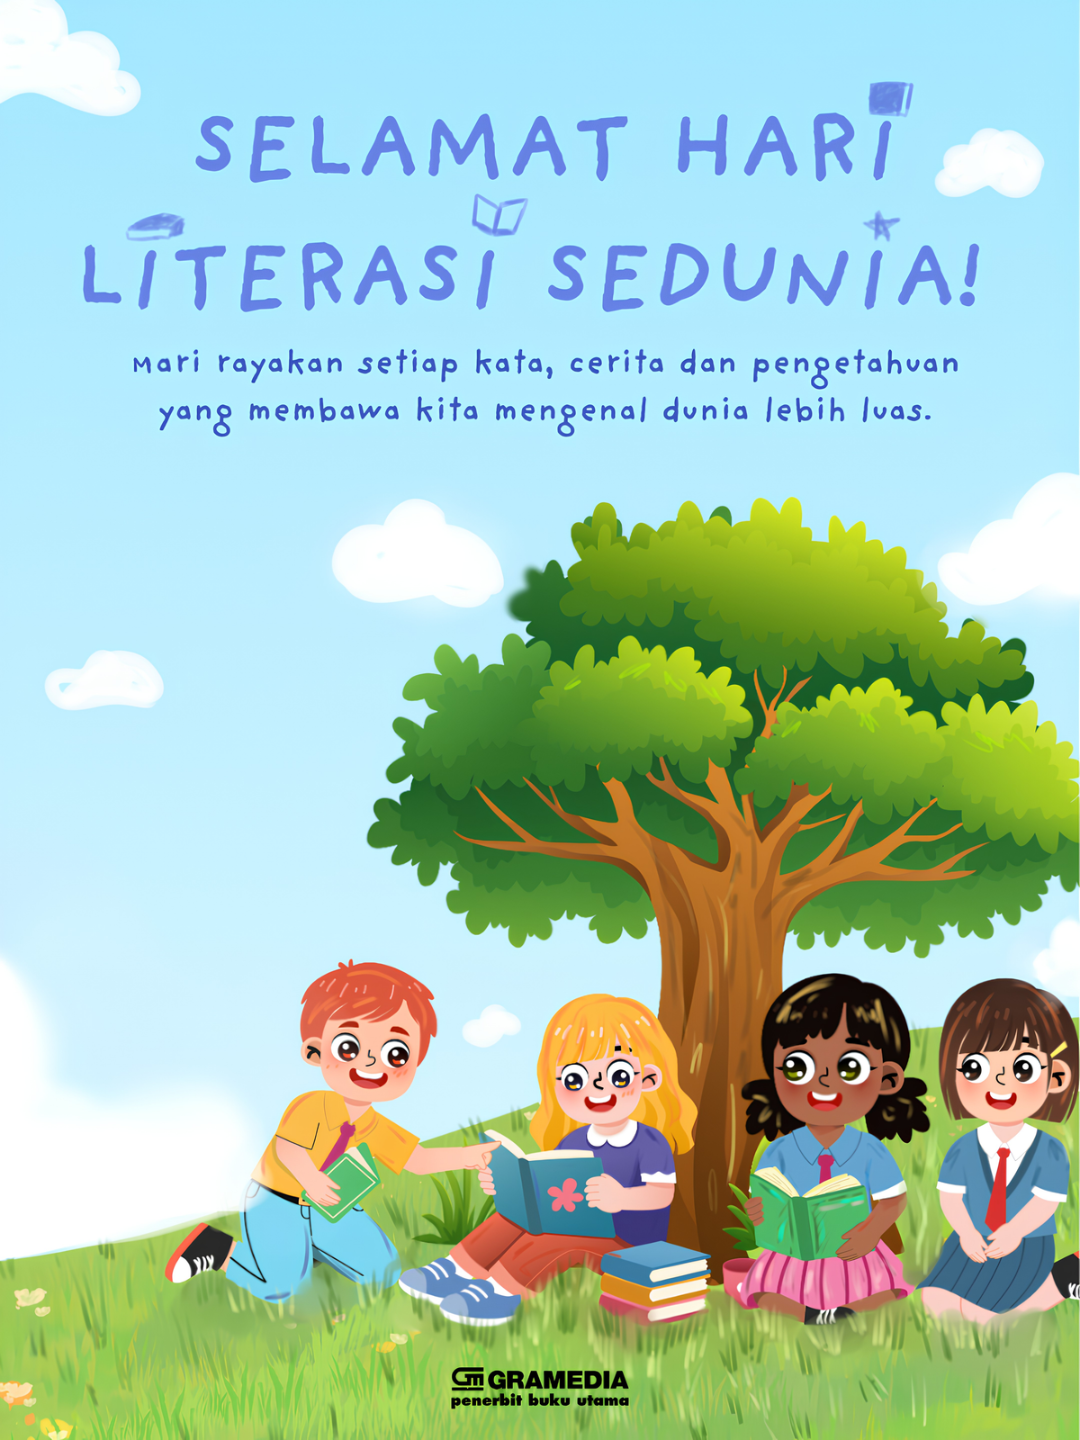 SELAMAT HARI
LITERASI SEDUNIA!
Mari rayakan setiap kata, cerita dan pengetahuan
yang membawa kita mengenal dunia lebih luas.
GM GRAMEDIA
penerbit buku utama